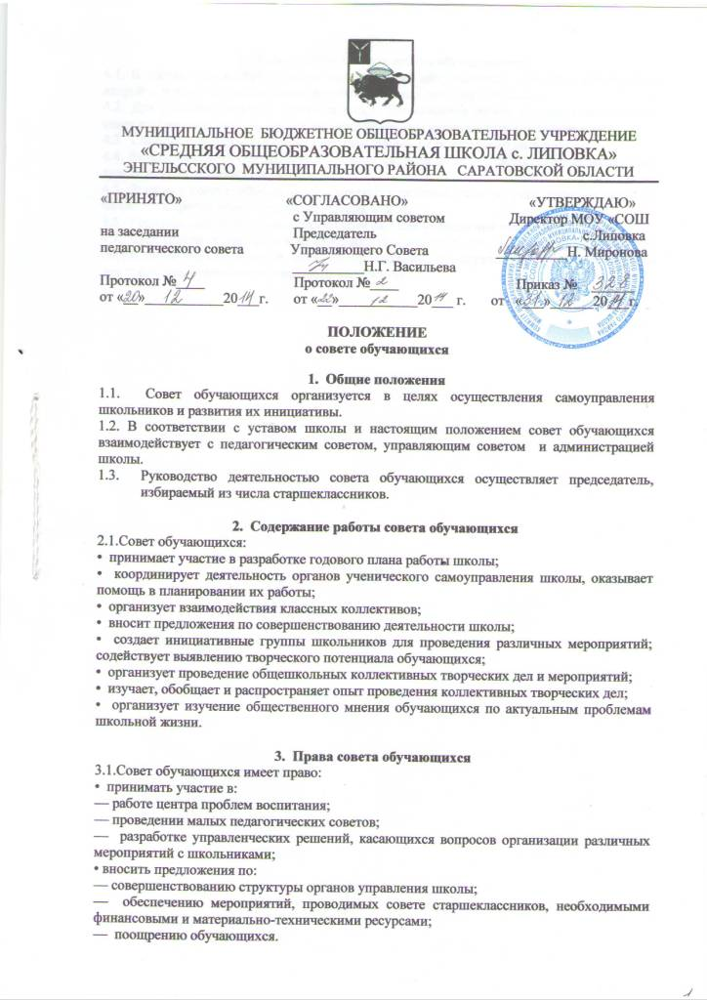 МУНИЦИПАЛЬНОЕ БЮДЖЕТНОЕ ОБЩЕОБРАЗОВАТЕЛЬНОЕ УЧРЕЖДЕНИЕ
«СРЕДНЯЯ ОБЩЕОБРАЗОВАТЕЛЬНАЯ ШКОЛА с. ЛИПОВКА»
ЭНГЕЛЬССКОГО МУНИЦИПАЛЬНОГО РАЙОНА САРАТОВСКОЙ ОБЛАСТИ
«ПРИНЯТО» «СОГЛАСОВАНО» «УТВЕРЖДАЮ»
с Управляющим советом Директор МОУ «СОШ
на заседании Председатель с.Липовка
педагогического совета Управляющего Совета Н. Миронова
Н.Г. Васильева
Протокол № 4 Протокол № 2 Приказ № 328
от «20» 12 2014 г. от «22» 12 2014 г. от «31» 12 2014 г.
ПОЛОЖЕНИЕ
о совете обучающихся
1. Общие положения
1.1. Совет обучающихся организуется в целях осуществления самоуправления
школьников и развития их инициативы.
1.2. В соответствии с уставом школы и настоящим положением совет обучающихся
взаимодействует с педагогическим советом, управляющим советом и администрацией
школы.
1.3. Руководство деятельностью совета обучающихся осуществляет председатель,
избираемый из числа старшеклассников.
2. Содержание работы совета обучающихся
2.1.Совет обучающихся:
• принимает участие в разработке годового плана работы школы;
• координирует деятельность органов ученического самоуправления школы, оказывает
помощь в планировании их работы;
• организует взаимодействия классных коллективов;
• вносит предложения по совершенствованию деятельности школы;
• создает инициативные группы школьников для проведения различных мероприятий;
содействует выявлению творческого потенциала обучающихся;
• организует проведение общешкольных коллективных творческих дел и мероприятий;
• изучает, обобщает и распространяет опыт проведения коллективных творческих дел;
• организует изучение общественного мнения обучающихся по актуальным проблемам
школьной жизни.
3. Права совета обучающихся
3.1.Совет обучающихся имеет право:
• принимать участие в:
— работе центра проблем воспитания;
— проведении малых педагогических советов;
— разработке управленческих решений, касающихся вопросов организации различных
мероприятий с школьниками;
• вносить предложения по:
— совершенствованию структуры органов управления школы;
— обеспечению мероприятий, проводимых совете старшеклассников, необходимыми
финансовыми и материально-техническими ресурсами;
— поощрению обучающихся.
1